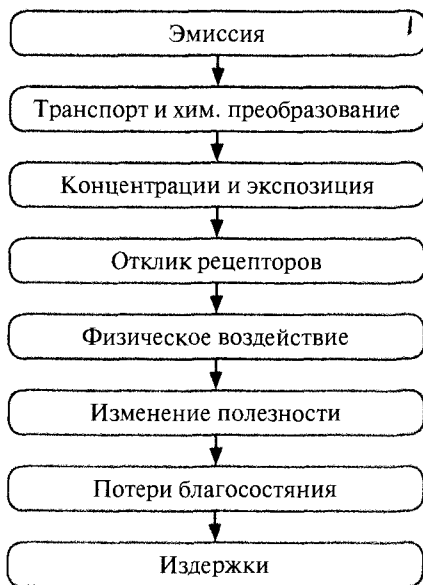 Эмиссия
Транспорт и хим. преобразование
Концентрации и экспозиция
Отклик рецепторов
Физическое воздействие
Изменение полезности
Потери благосостяния
Издержки